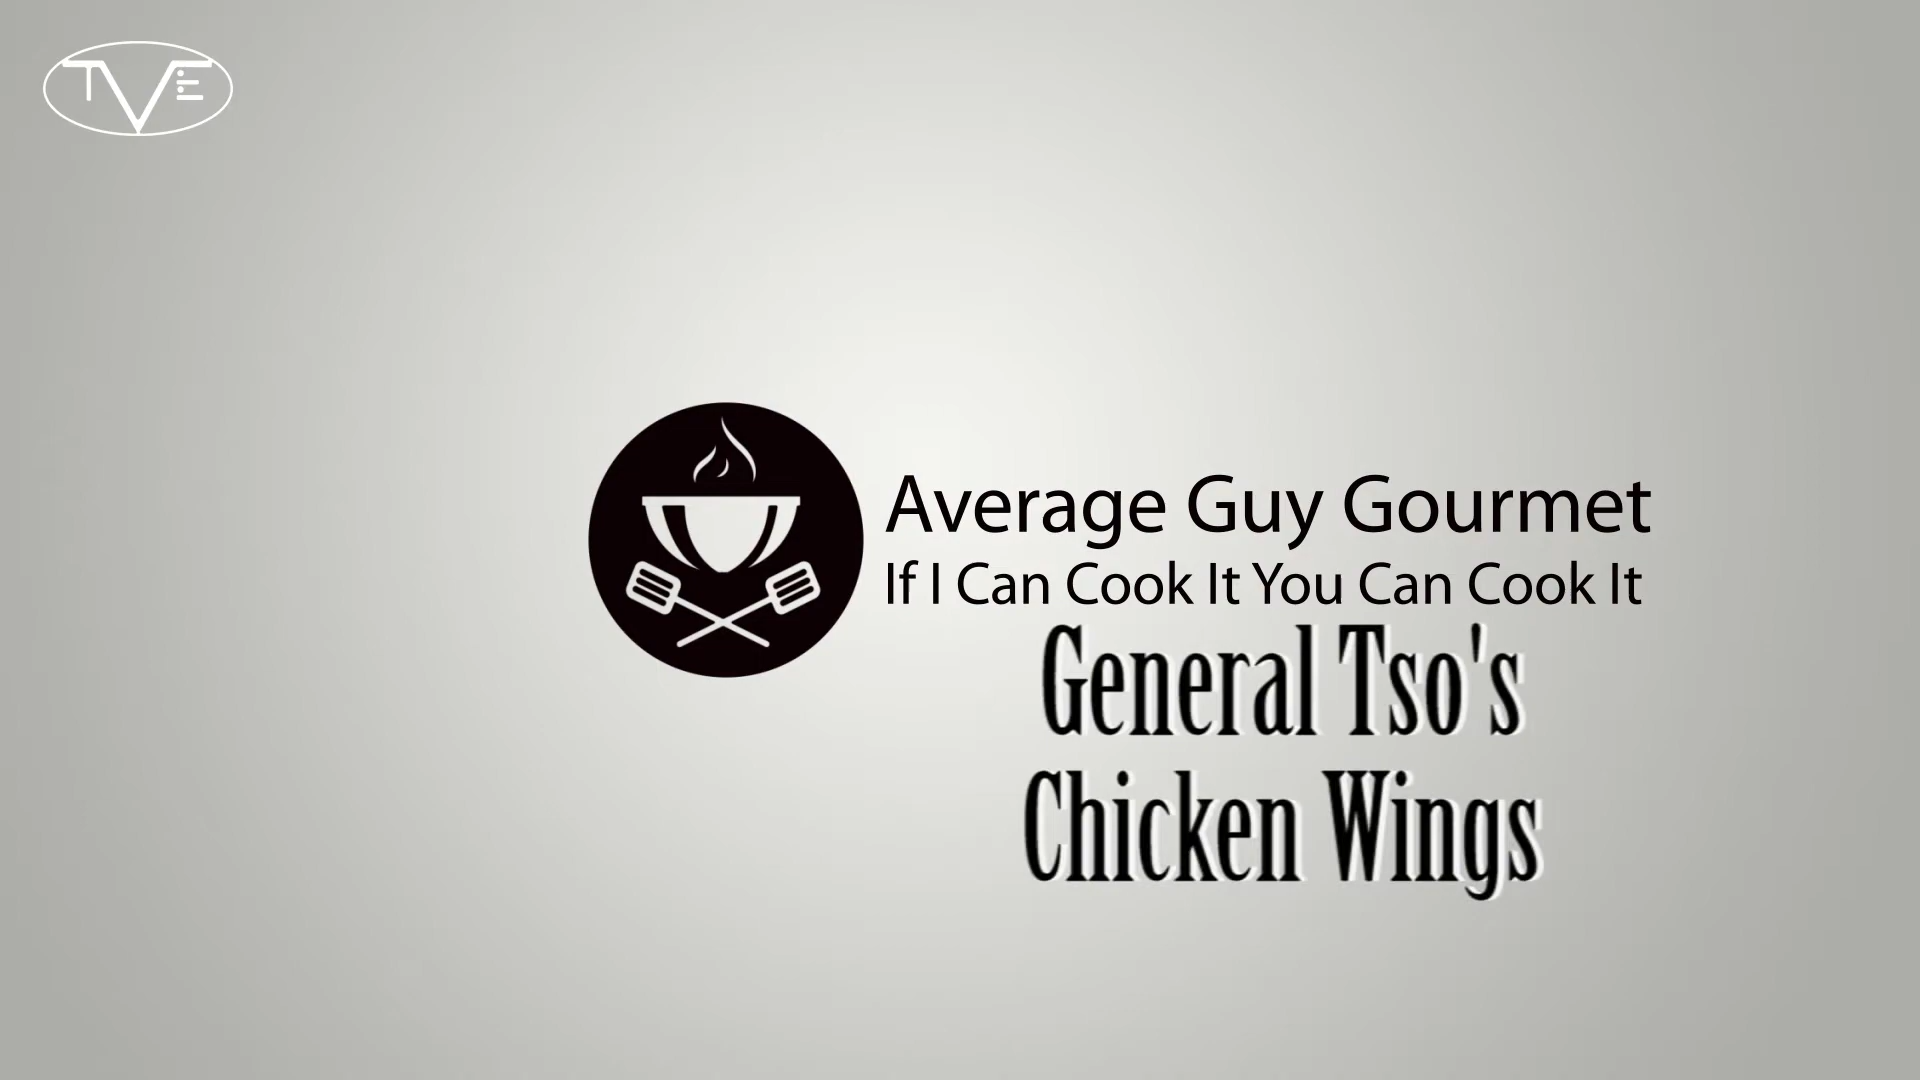 TVE
Average Guy Gourmet
If I Can Cook It You Can Cook It
General Tso's
Chicken Wings